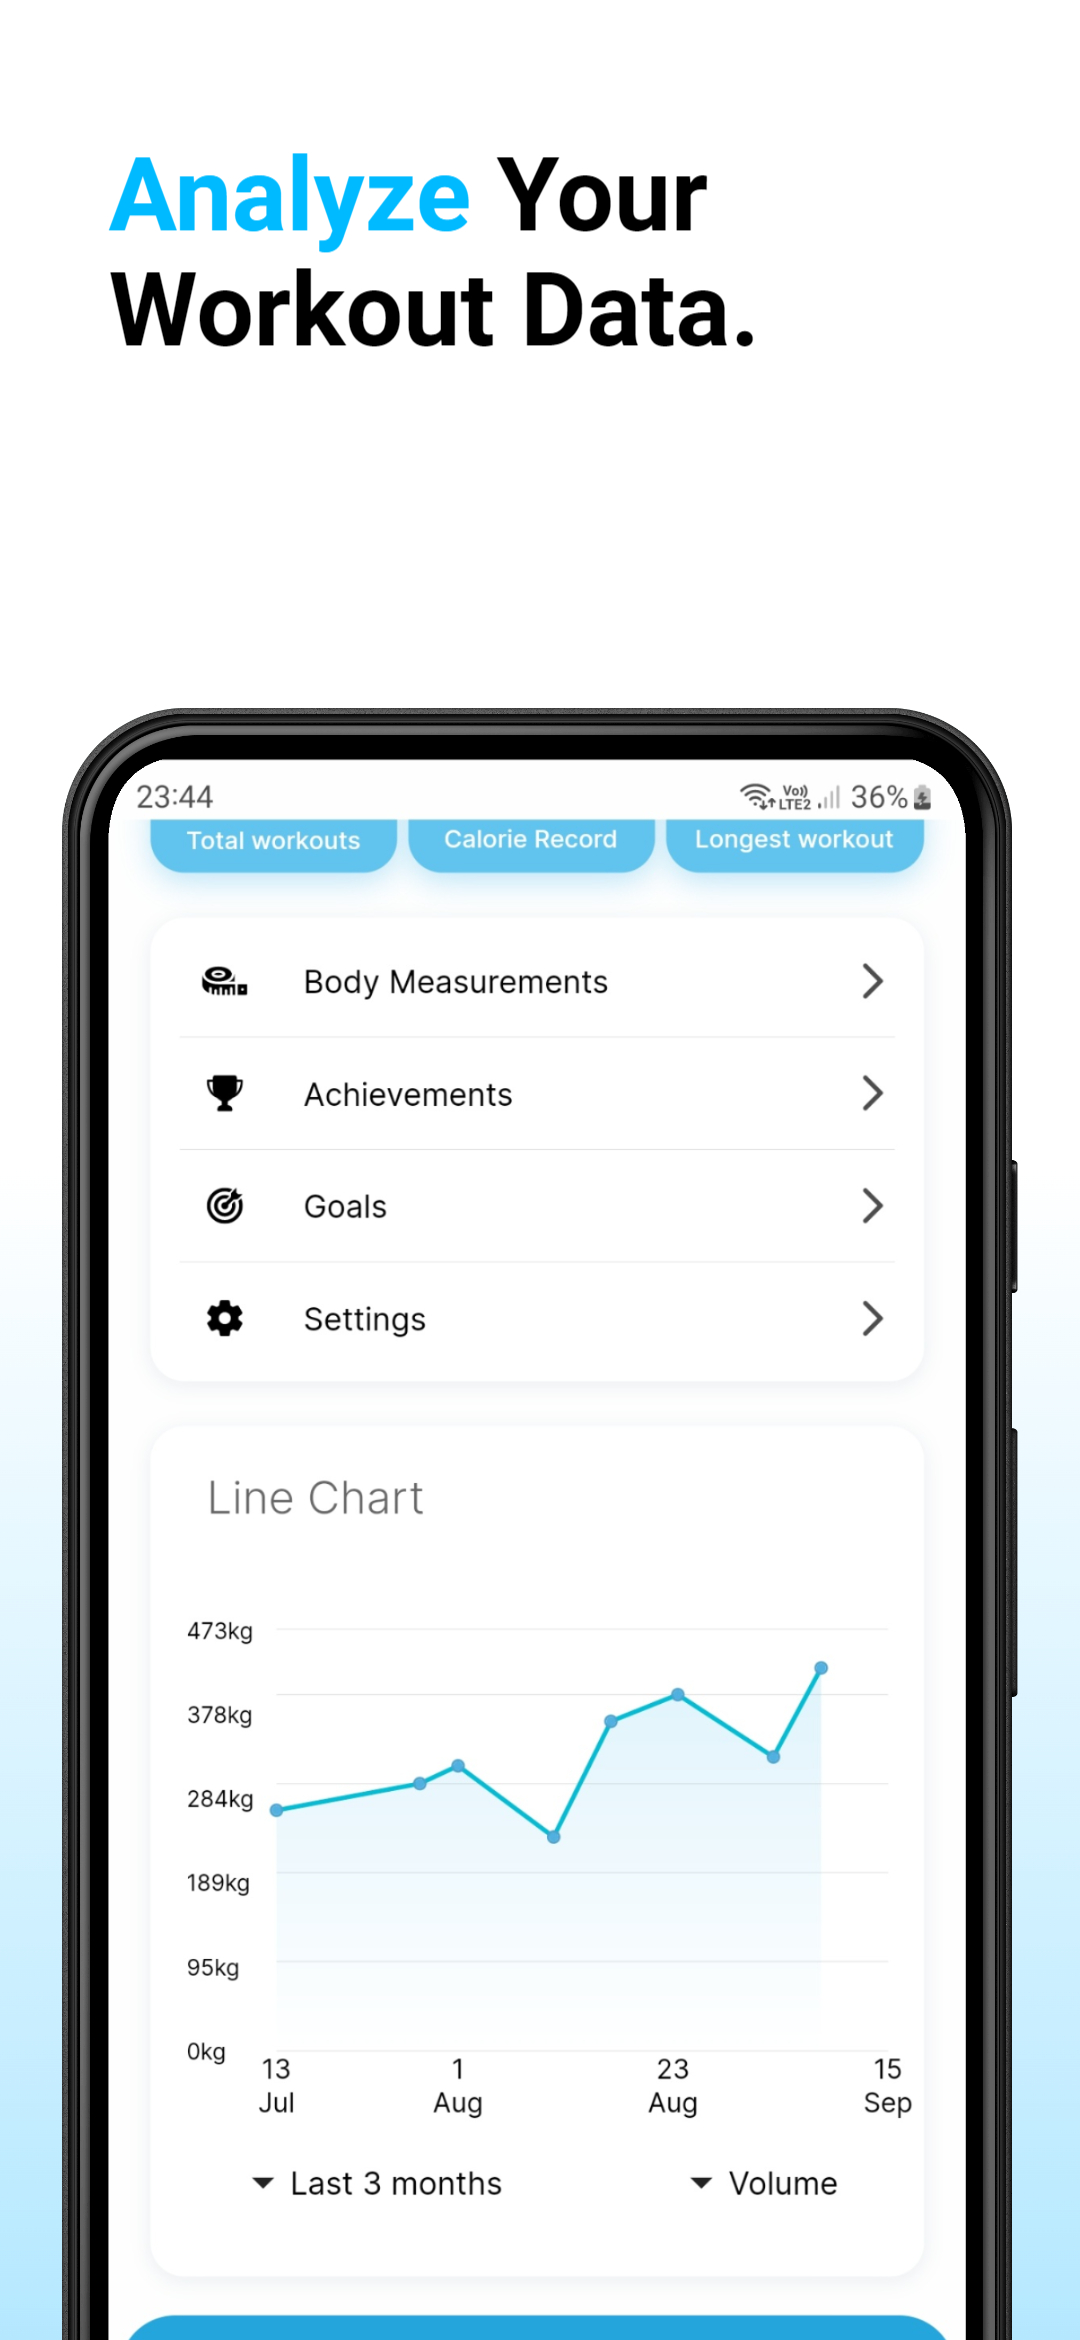 Analyze Your
Workout Data.
23:44 Vo)) LTE2 36%
Total workouts Calorie Record Longest workout
Body Measurements
Achievements
Goals
Settings
Line Chart
473kg
378kg
284kg
189kg
95kg
0kg
13 1 23 15
Jul Aug Aug Sep
Last 3 months Volume